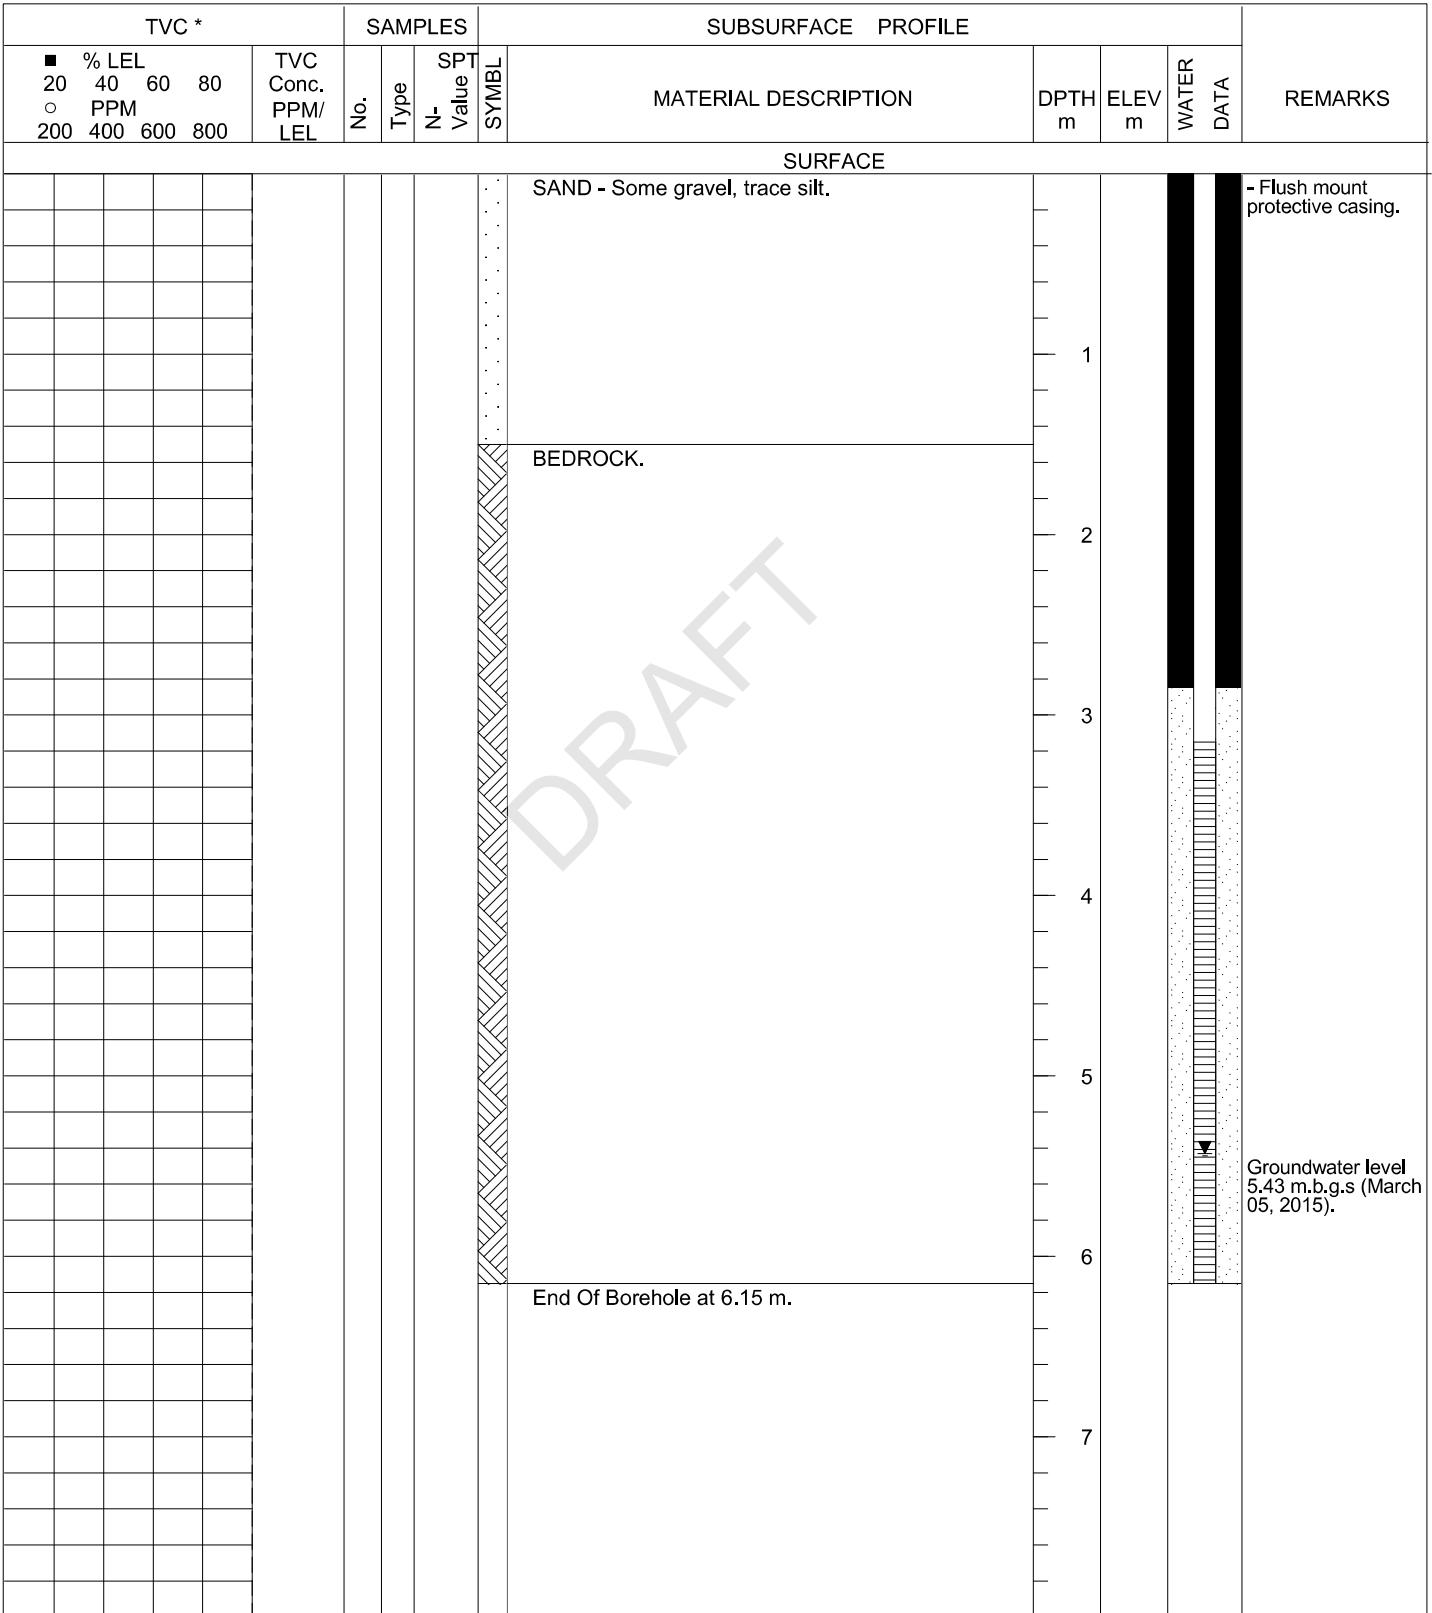 TVC *
SAMPLES
SUBSURFACE PROFILE
■ % LEL
20 40 60 80
○ PPM
200 400 600 800
TVC
Conc.
PPM/
LEL
No.
Type
SPT
N-
Value
SYMBL
MATERIAL DESCRIPTION
DPTH
m
ELEV
m
WATER
DATA
REMARKS
SURFACE
SAND - Some gravel, trace silt.
- Flush mount
protective casing.
1
BEDROCK.
2
DRAFT
3
4
5
Groundwater level
5.43 m.b.g.s (March
05, 2015).
6
End Of Borehole at 6.15 m.
7